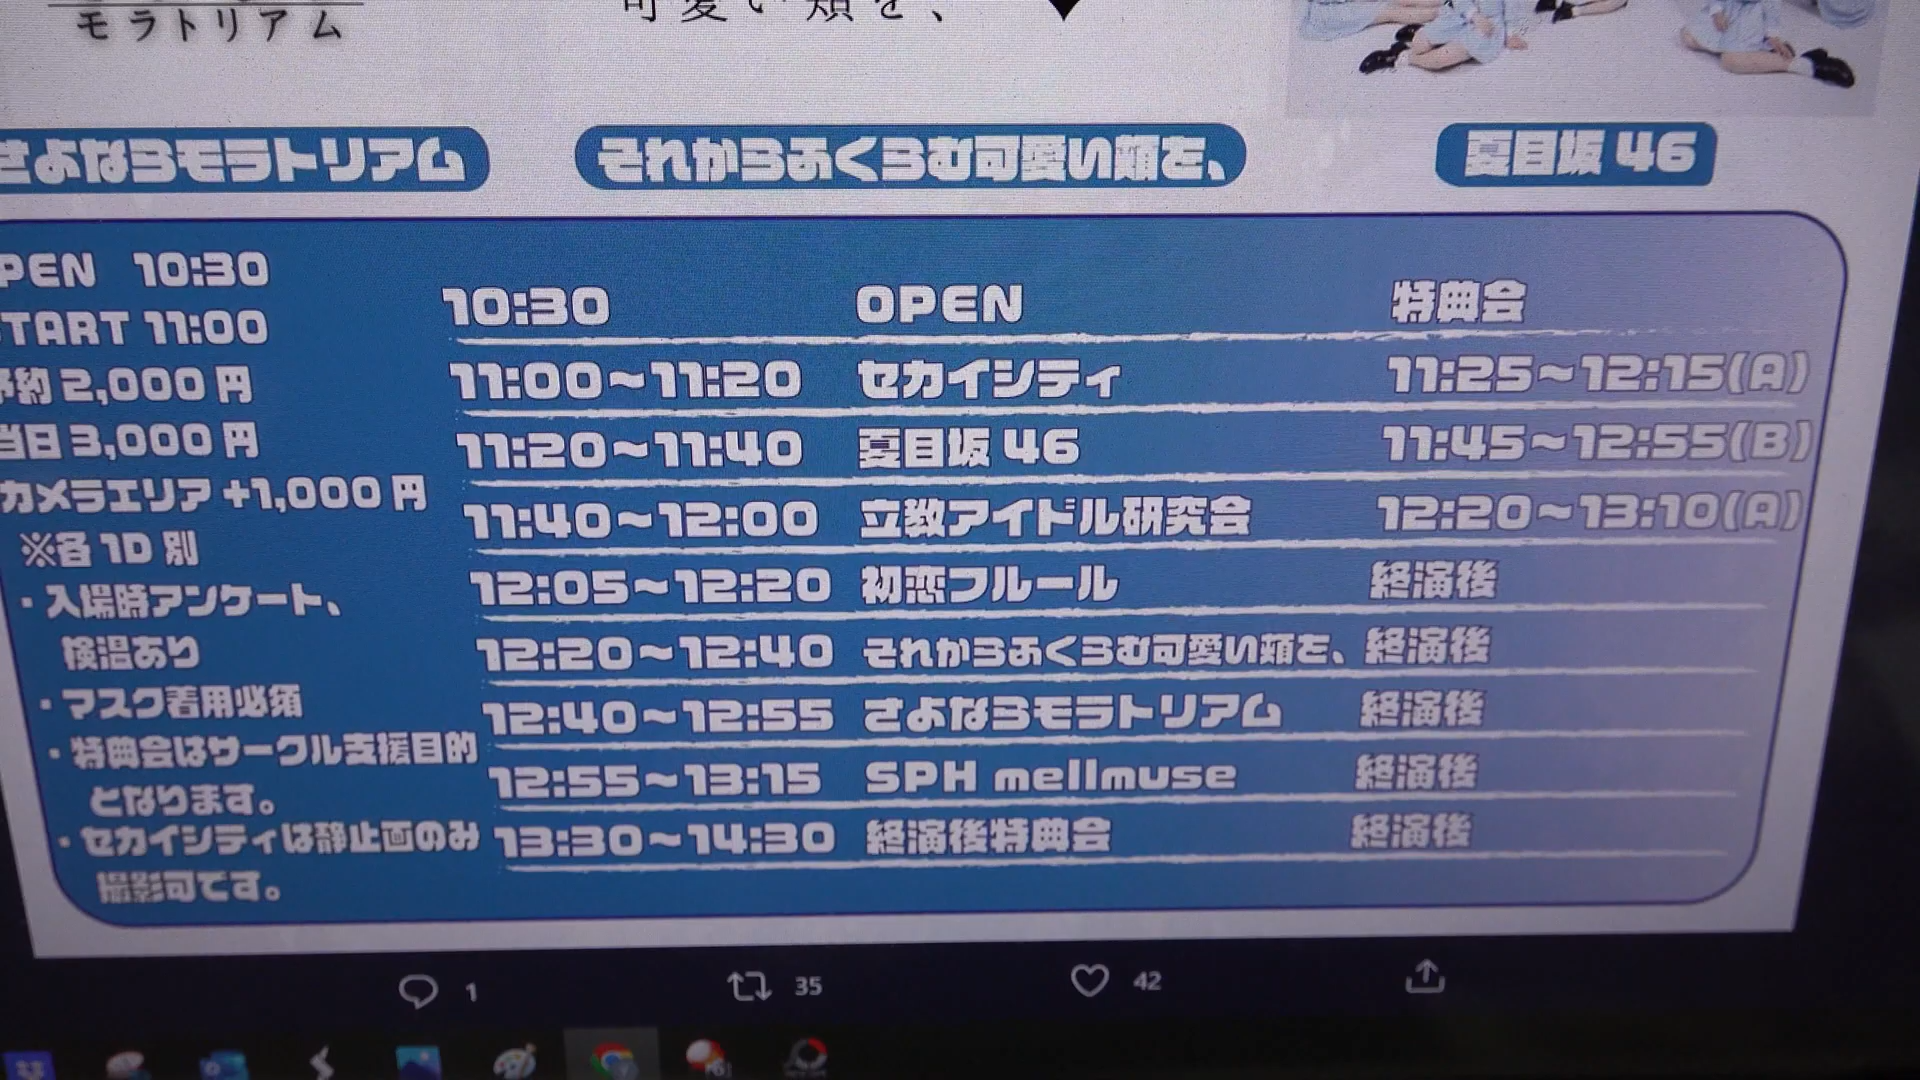 モラトリアム
可愛い頬を、
さよならモラトリアム
それからふくらむ可愛い頬を、
夏目坂 46
PEN 10:30
START 11:00
予約 2,000 円
当日 3,000 円
カメラエリア +1,000 円
※各 1D 別
・入場時アンケート、
検温あり
・マスク着用必須
・特典会はサークル支援目的
となります。
・セカイシティは静止画のみ
撮影可です。
10:30 OPEN 特典会
11:00～11:20 セカイシティ 11:25～12:15(A)
11:20～11:40 夏目坂 46 11:45～12:55(B)
11:40～12:00 立教アイドル研究会 12:20～13:10(A)
12:05～12:20 初恋フルール 終演後
12:20～12:40 それからふくらむ可愛い頬を、 終演後
12:40～12:55 さよならモラトリアム 終演後
12:55～13:15 SPH mellmuse 終演後
13:30～14:30 終演後特典会 終演後
1 35 42